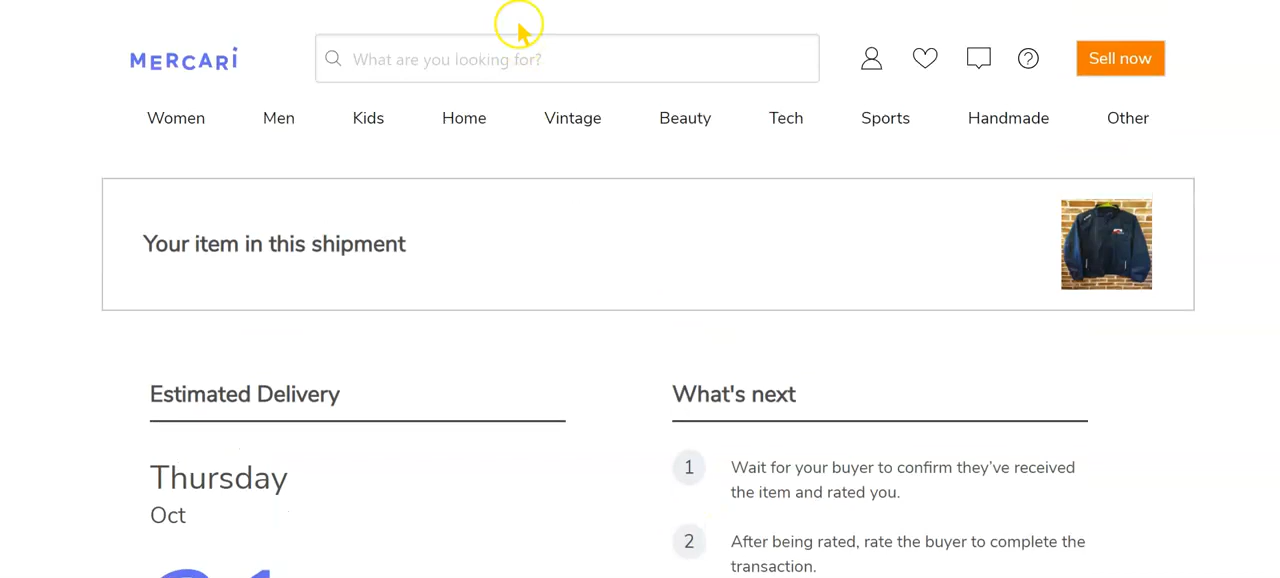 MERCARI
What are you looking for?
Sell now
Women Men Kids Home Vintage Beauty Tech Sports Handmade Other
Your item in this shipment
Estimated Delivery
Thursday
Oct
What's next
1 Wait for your buyer to confirm they’ve received
the item and rated you.
2 After being rated, rate the buyer to complete the
transaction.